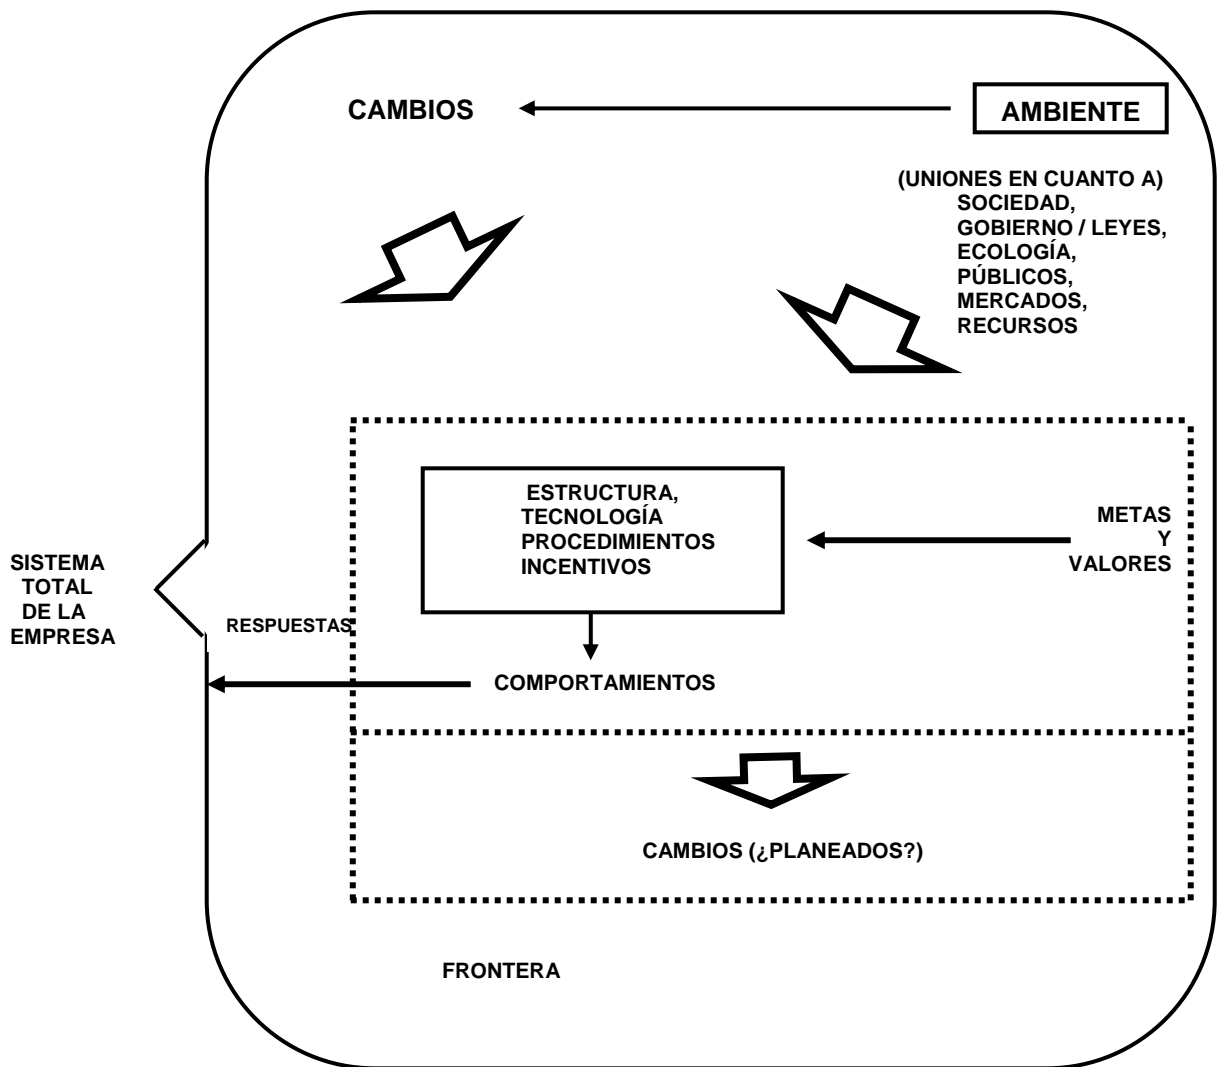 CAMBIOS
AMBIENTE
(UNIONES EN CUANTO A)
SOCIEDAD,
GOBIERNO / LEYES,
ECOLOGÍA,
PÚBLICOS,
MERCADOS,
RECURSOS
ESTRUCTURA,
TECNOLOGÍA
PROCEDIMIENTOS
INCENTIVOS
METAS
Y
VALORES
SISTEMA
TOTAL
DE LA
EMPRESA
RESPUESTAS
COMPORTAMIENTOS
CAMBIOS (¿PLANEADOS?)
FRONTERA